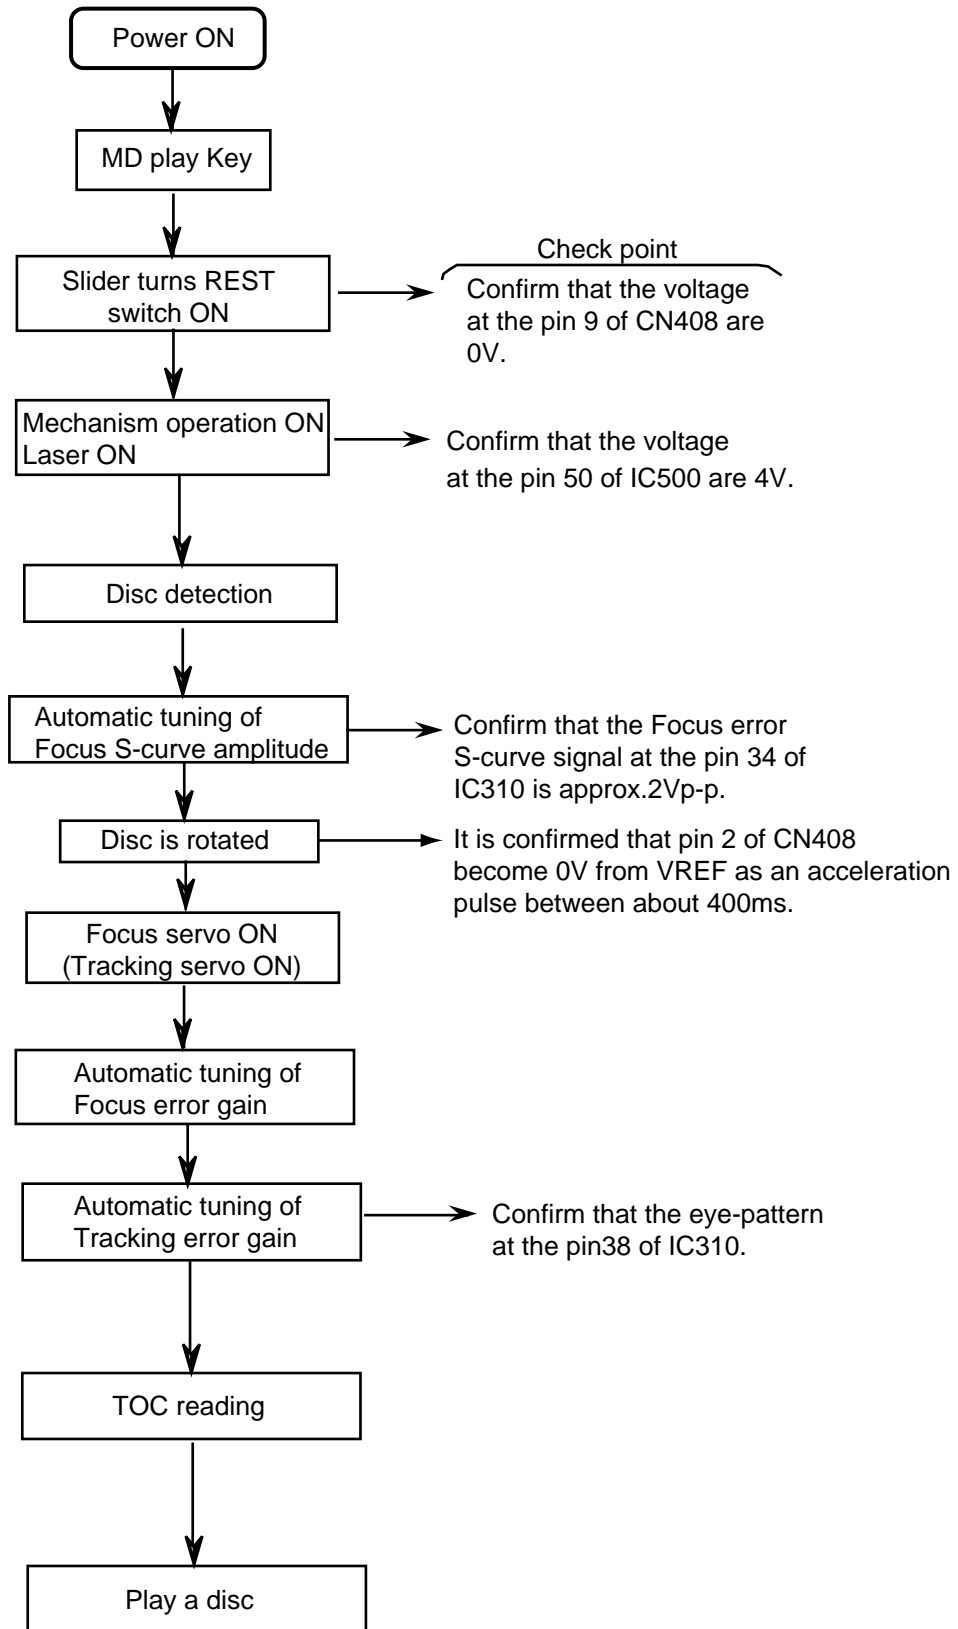 Power ON
MD play Key
Slider turns REST
switch ON
Check point
Confirm that the voltage
at the pin 9 of CN408 are
0V.
Mechanism operation ON
Laser ON
Confirm that the voltage
at the pin 50 of IC500 are 4V.
Disc detection
Automatic tuning of
Focus S-curve amplitude
Confirm that the Focus error
S-curve signal at the pin 34 of
IC310 is approx.2Vp-p.
Disc is rotated
It is confirmed that pin 2 of CN408
become 0V from VREF as an acceleration
pulse between about 400ms.
Focus servo ON
(Tracking servo ON)
Automatic tuning of
Focus error gain
Automatic tuning of
Tracking error gain
Confirm that the eye-pattern
at the pin38 of IC310.
TOC reading
Play a disc